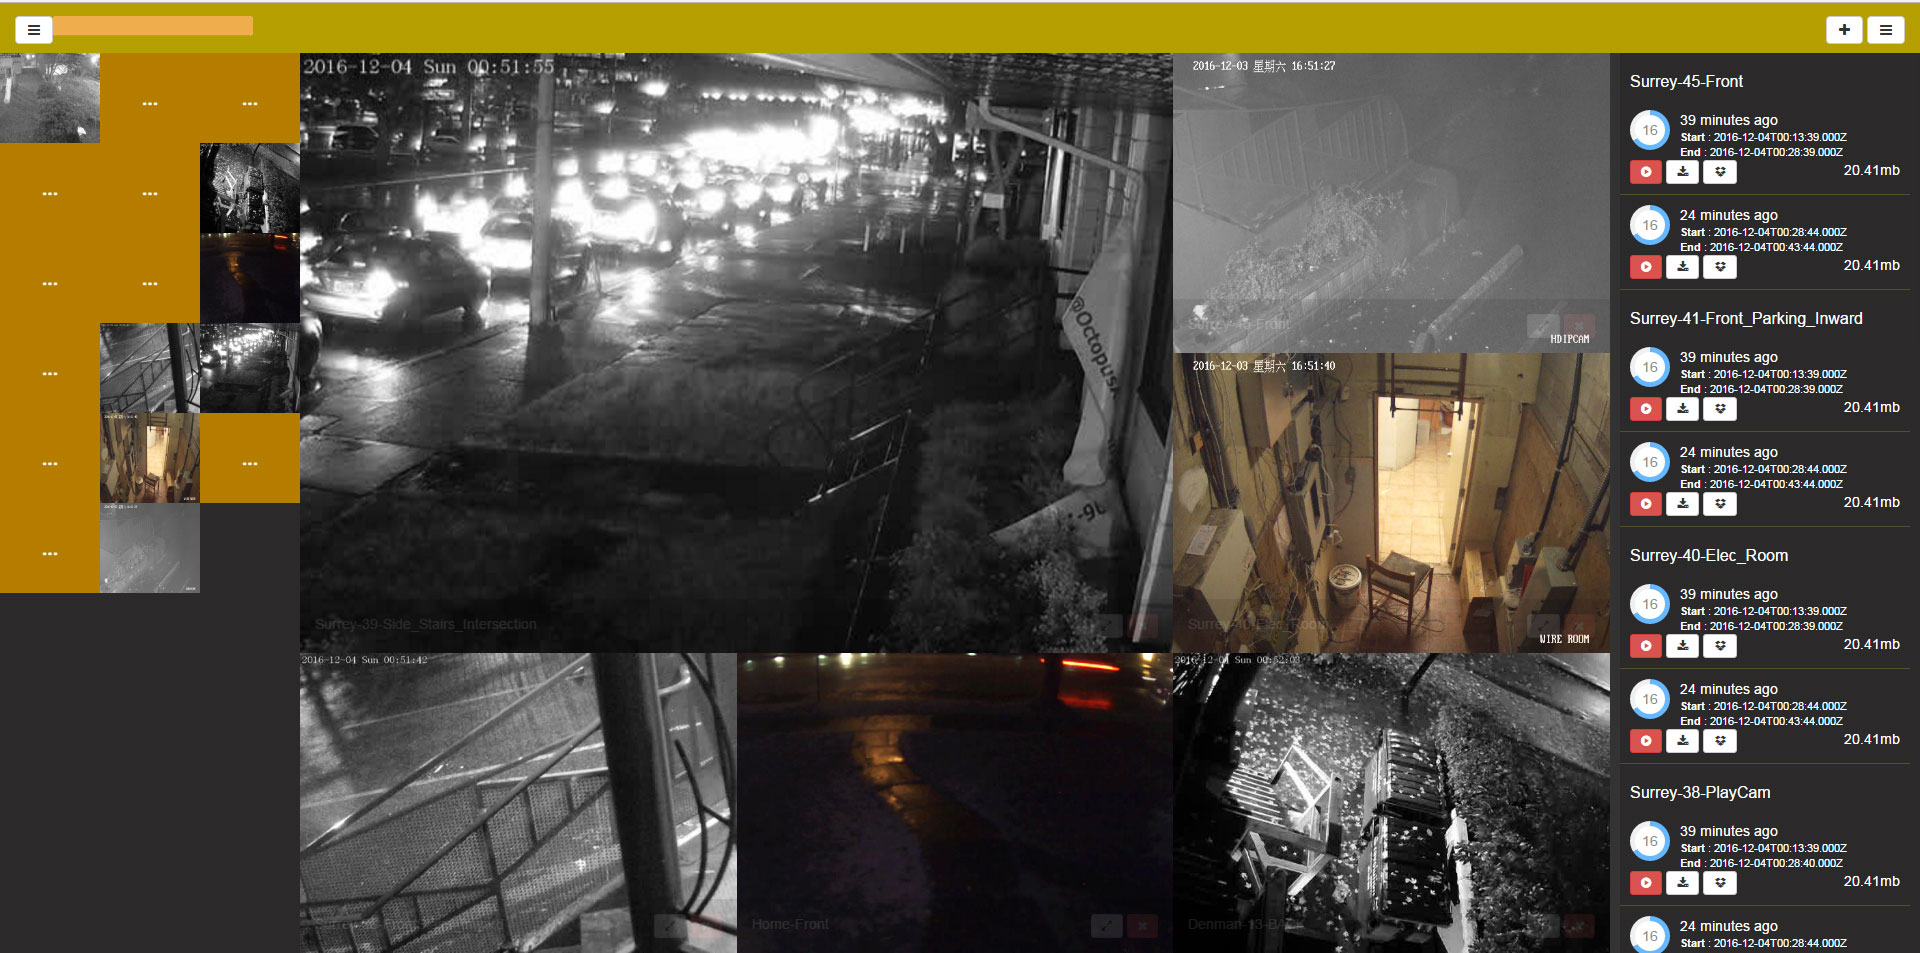 2016-12-04 Sun 00:51:55
@Octopus
Surrey-39-Side_Stairs_Intersection
2016-12-03 星期六 16:51:27
Surrey-45-Front
HDIPCAM
2016-12-03 星期六 16:51:40
Surrey-40-Elec_Room
WIRE ROOM
2016-12-04 Sun 00:51:42
Home-Front
2016-12-04 Sun 00:52:03
Surrey-45-Front
16
39 minutes ago
Start : 2016-12-04T00:13:39.000Z
End : 2016-12-04T00:28:39.000Z
20.41mb
16
24 minutes ago
Start : 2016-12-04T00:28:44.000Z
End : 2016-12-04T00:43:44.000Z
20.41mb
Surrey-41-Front_Parking_Inward
16
39 minutes ago
Start : 2016-12-04T00:13:39.000Z
End : 2016-12-04T00:28:39.000Z
20.41mb
16
24 minutes ago
Start : 2016-12-04T00:28:44.000Z
End : 2016-12-04T00:43:44.000Z
20.41mb
Surrey-40-Elec_Room
16
39 minutes ago
Start : 2016-12-04T00:13:39.000Z
End : 2016-12-04T00:28:39.000Z
20.41mb
16
24 minutes ago
Start : 2016-12-04T00:28:44.000Z
End : 2016-12-04T00:43:44.000Z
20.41mb
Surrey-38-PlayCam
16
39 minutes ago
Start : 2016-12-04T00:13:39.000Z
End : 2016-12-04T00:28:40.000Z
20.41mb
16
24 minutes ago
Start : 2016-12-04T00:28:44.000Z